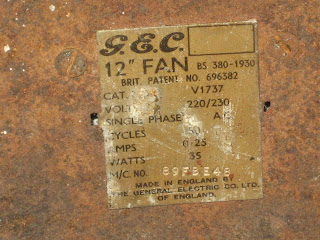 G.E.C.
12" FAN BS 380-1930
BRIT. PATENT NO. 696382
CAT. V1737
VOLTS 220/230
SINGLE PHASE A.C.
CYCLES 50
AMPS 0·25
WATTS 35
M/C. NO.
MADE IN ENGLAND BY
THE GENERAL ELECTRIC CO. LTD.
OF ENGLAND.